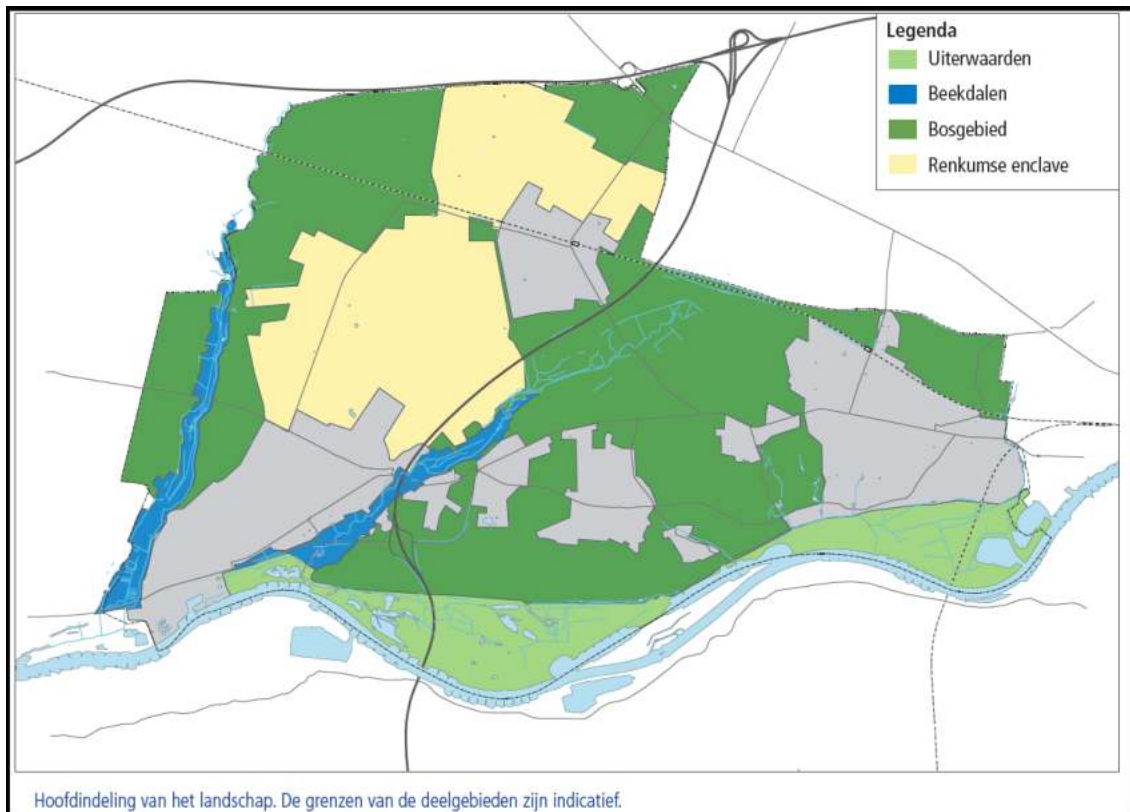 Legenda
Uiterwaarden
Beekdalen
Bosgebied
Renkumse enclave
Hoofdindeling van het landschap. De grenzen van de deelgebieden zijn indicatief.